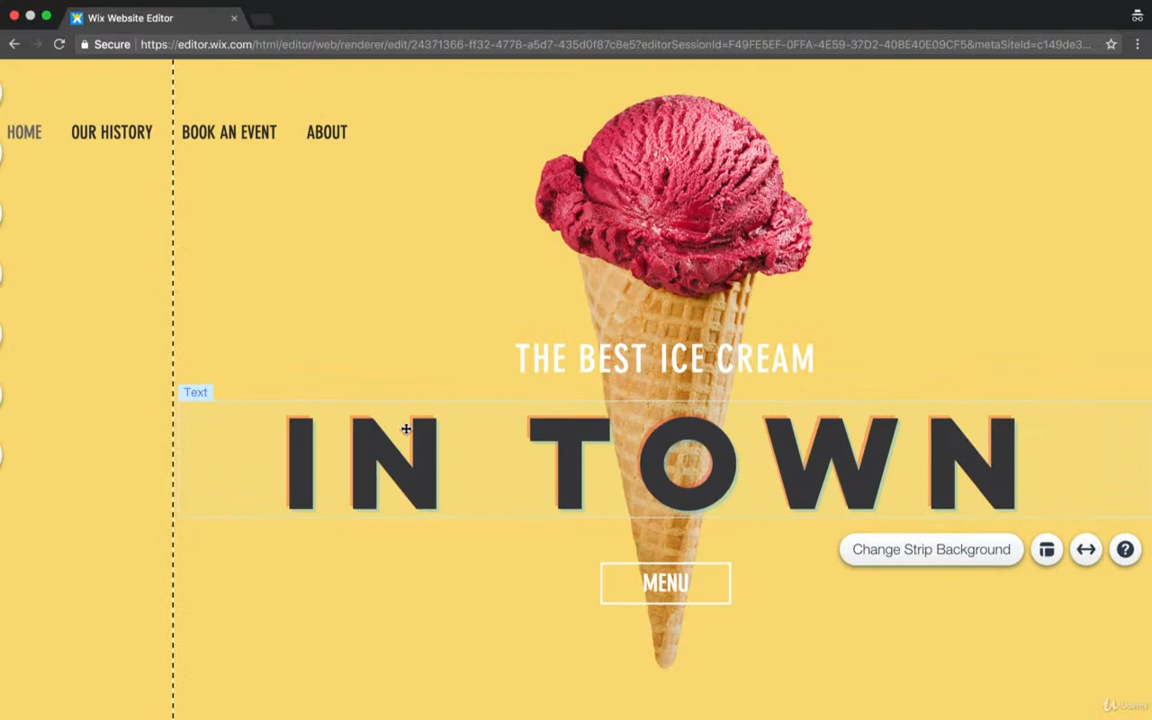 Wix Website Editor
Secure
https://editor.wix.com/html/editor/web/renderer/edit/24371366-ff32-4778-a5d7-435d0f87c8e5?editorSessionId=F49FE5EF-0FFA-4E59-37D2-40BE40E09CF5&metaSiteId=c149de3...
HOME OUR HISTORY BOOK AN EVENT ABOUT
THE BEST ICE CREAM
Text
IN TOWN
Change Strip Background
?
MENU
Udemy